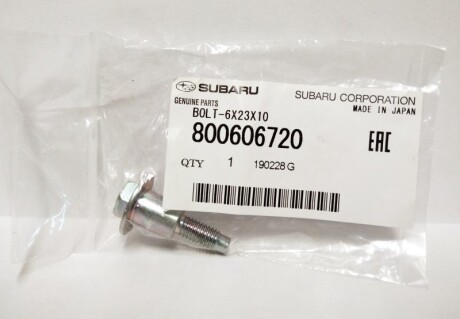 SUBARU
SUBARU CORPORATION
GENUINE PARTS
MADE IN JAPAN
BOLT-6X23X10
800606720
EAC
QTY 1 190228 G